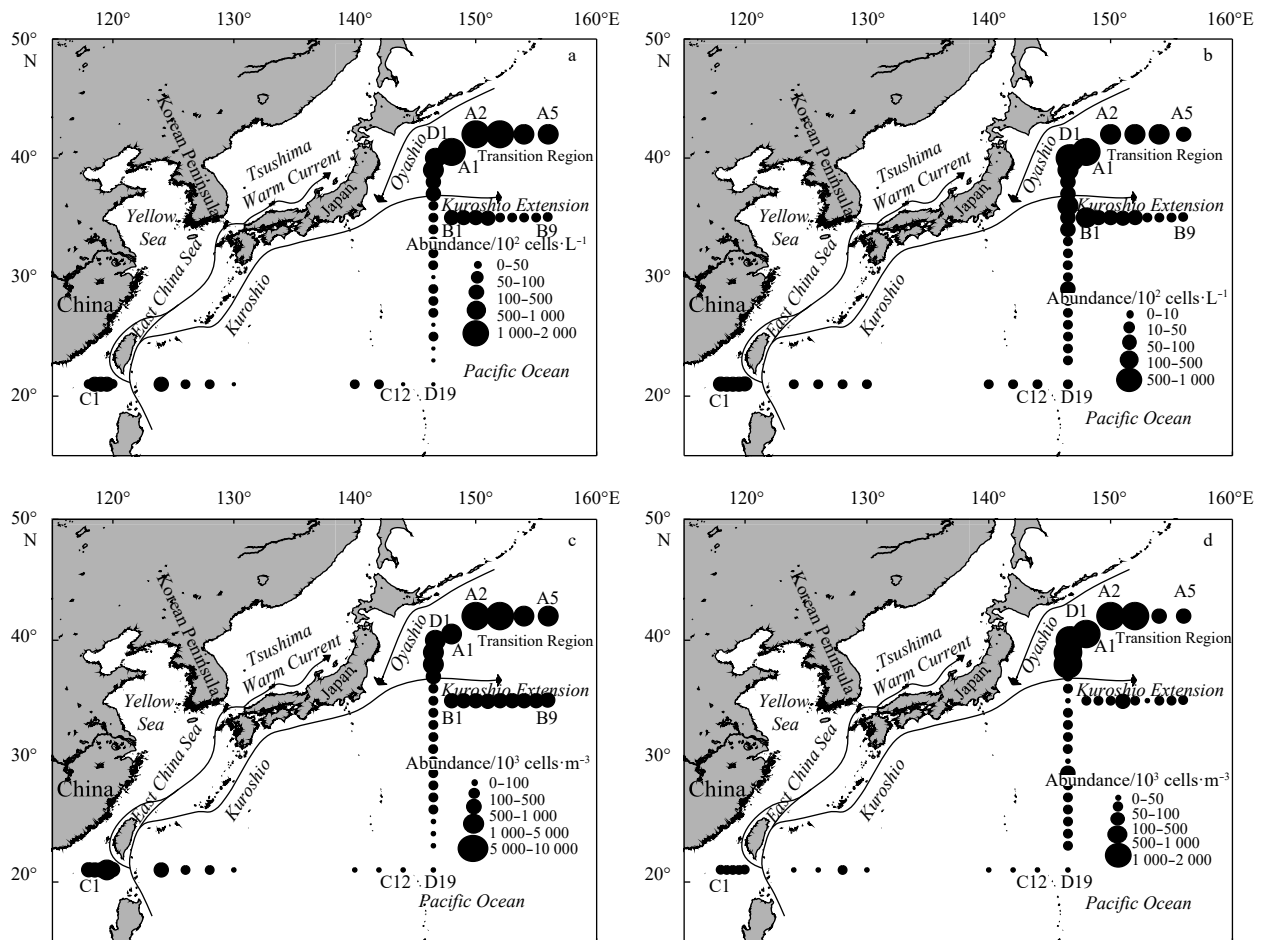 120° 130° 140° 150° 160°E
50°
N
40°
30°
20°
a
Korean Peninsula
Tsushima
Warm Current
Japan
Oyashio
A2
A5
D1
A1
Transition Region
Kuroshio Extension
B1
B9
Yellow
Sea
East China Sea
China
Kuroshio
Abundance/10² cells·L⁻¹
0–50
50–100
100–500
500–1 000
1 000–2 000
Pacific Ocean
C1
C12
D19
120° 130° 140° 150° 160°E
50°
N
40°
30°
20°
b
Korean Peninsula
Tsushima
Warm Current
Japan
Oyashio
A2
A5
D1
A1
Transition Region
Kuroshio Extension
B1
B9
Yellow
Sea
East China Sea
China
Kuroshio
Abundance/10² cells·L⁻¹
0–10
10–50
50–100
100–500
500–1 000
C1
C12
D19
Pacific Ocean
120° 130° 140° 150° 160°E
50°
N
40°
30°
20°
c
Korean Peninsula
Tsushima
Warm Current
Japan
Oyashio
A2
A5
D1
A1
Transition Region
Kuroshio Extension
B1
B9
Yellow
Sea
East China Sea
China
Kuroshio
Abundance/10³ cells·m⁻³
0–100
100–500
500–1 000
1 000–5 000
5 000–10 000
C1
C12
D19
Pacific Ocean
120° 130° 140° 150° 160°E
50°
N
40°
30°
20°
d
Korean Peninsula
Tsushima
Warm Current
Japan
Oyashio
A2
A5
D1
A1
Transition Region
Kuroshio Extension
Yellow
Sea
East China Sea
China
Kuroshio
Abundance/10³ cells·m⁻³
0–50
50–100
100–500
500–1 000
1 000–2 000
C1
C12
D19
Pacific Ocean